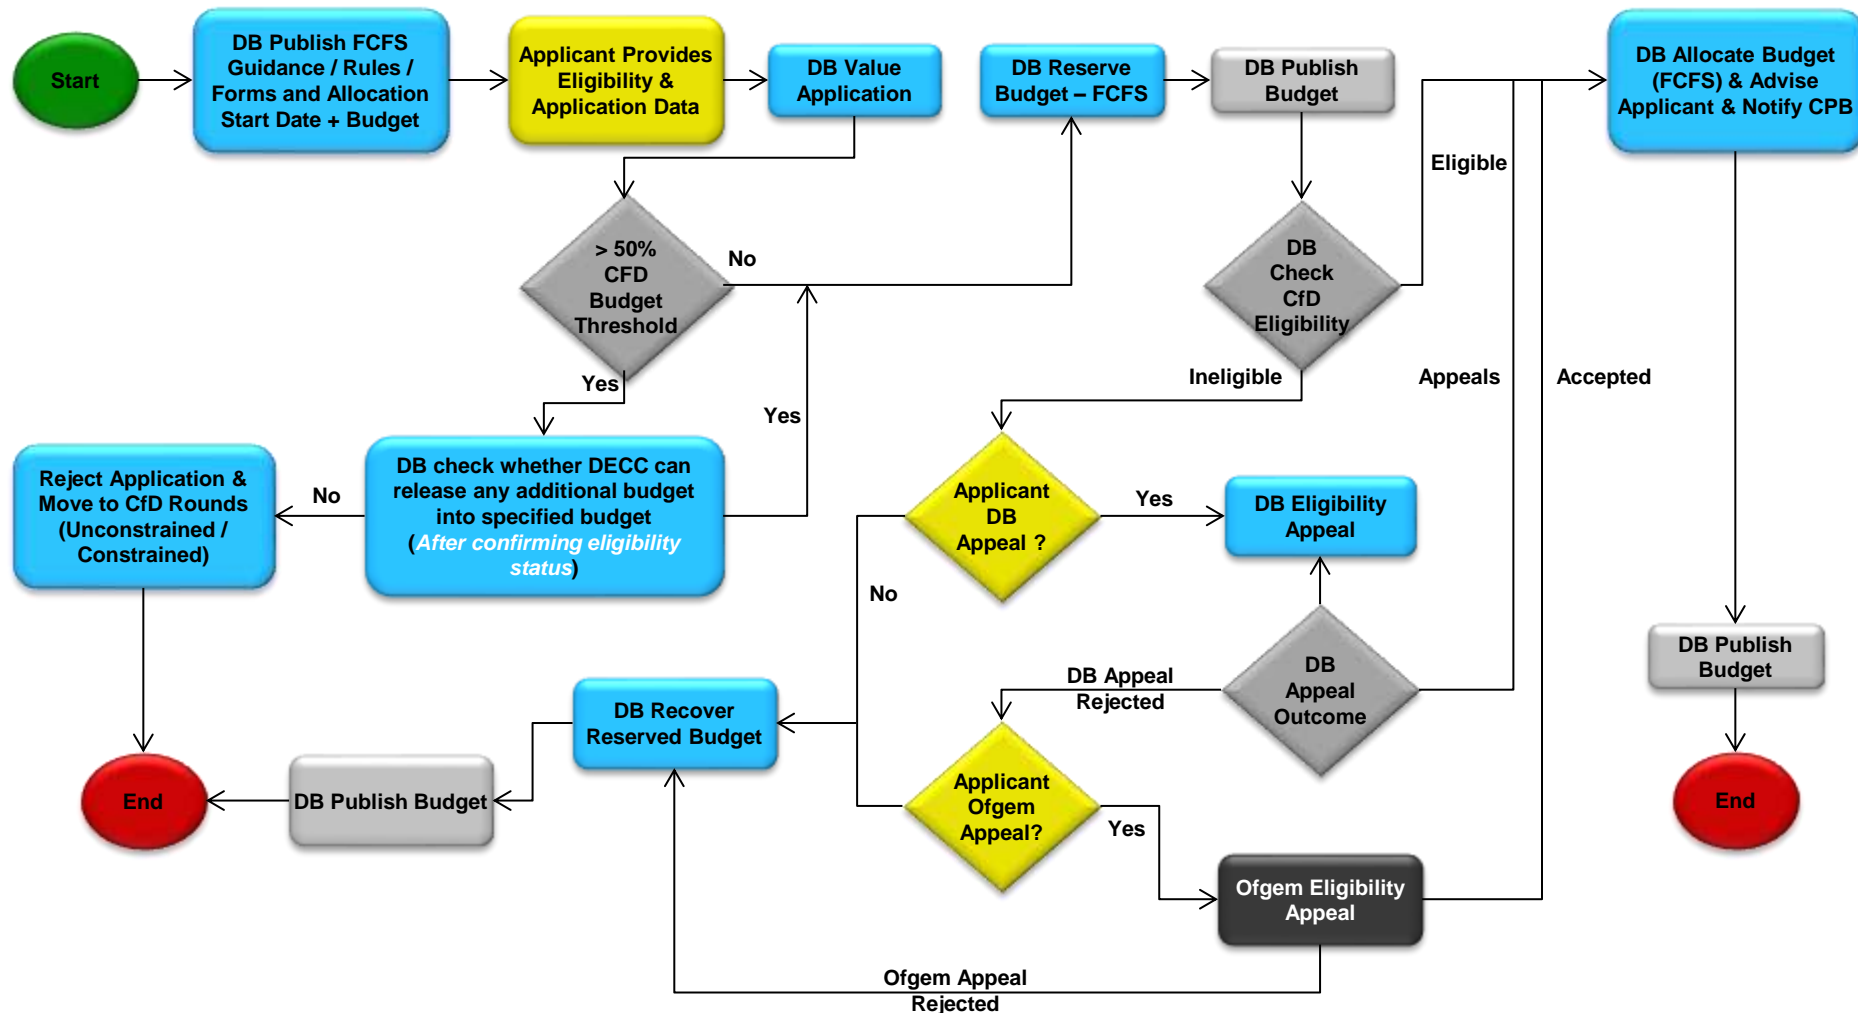 Start
DB Publish FCFS
Guidance / Rules /
Forms and Allocation
Start Date + Budget
Applicant Provides
Eligibility &
Application Data
DB Value
Application
DB Reserve
Budget – FCFS
DB Publish
Budget
DB Allocate Budget
(FCFS) & Advise
Applicant & Notify CPB
Eligible
> 50%
CFD
Budget
Threshold
No
Yes
DB
Check
CfD
Eligibility
Ineligible
Appeals
Accepted
Yes
Reject Application &
Move to CfD Rounds
(Unconstrained /
Constrained)
No
DB check whether DECC can
release any additional budget
into specified budget
(After confirming eligibility
status)
Applicant
DB
Appeal ?
Yes
DB Eligibility
Appeal
No
DB Appeal
Rejected
DB
Appeal
Outcome
DB Publish
Budget
DB Recover
Reserved Budget
DB Publish Budget
End
Applicant
Ofgem
Appeal?
Yes
End
Ofgem Eligibility
Appeal
Ofgem Appeal
Rejected